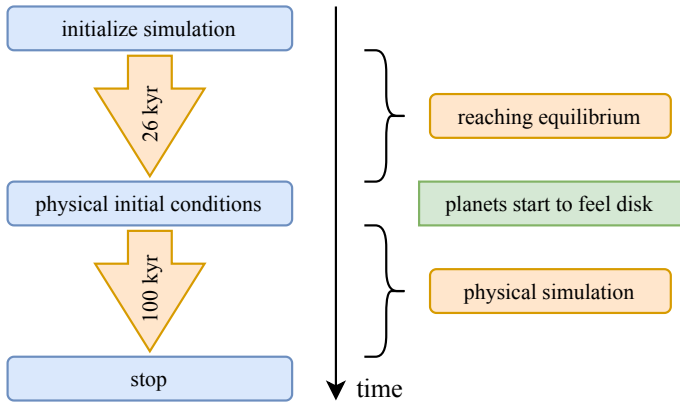 initialize simulation
26 kyr
reaching equilibrium
physical initial conditions
planets start to feel disk
100 kyr
physical simulation
stop
time